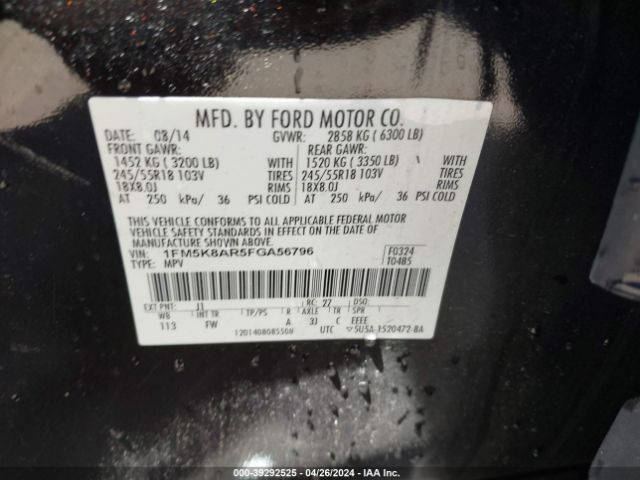 MFD. BY FORD MOTOR CO.
DATE: 08/14 GVWR: 2858 KG ( 6300 LB)
FRONT GAWR: REAR GAWR:
1452 KG ( 3200 LB) WITH 1520 KG ( 3350 LB) WITH
245/55R18 103V TIRES 245/55R18 103V TIRES
18X8.0J RIMS 18X8.0J RIMS
AT 250 kPa/ 36 PSI COLD AT 250 kPa/ 36 PSI COLD
THIS VEHICLE CONFORMS TO ALL APPLICABLE FEDERAL MOTOR
VEHICLE SAFETY STANDARDS IN EFFECT ON THE DATE OF
MANUFACTURE SHOWN ABOVE.
VIN: 1FM5K8AR5FGA56796 F0324
TYPE: MPV T0485
EXT PNT: J1 RC: 27
WB INT TR TP/PS R AXLE TR SPR
113 FW A 3J C EEEE
120140808550N UTC 5U5A-1520472-BA
000-39292525 - 04/26/2024 - IAA Inc.